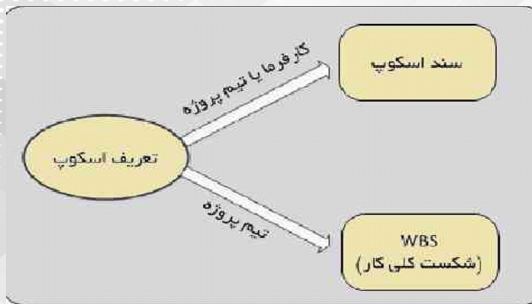 سند اسکوپ
کارفرما یا تیم پروژه
تعریف اسکوپ
تیم پروژه
WBS
(شکست کلی کار)